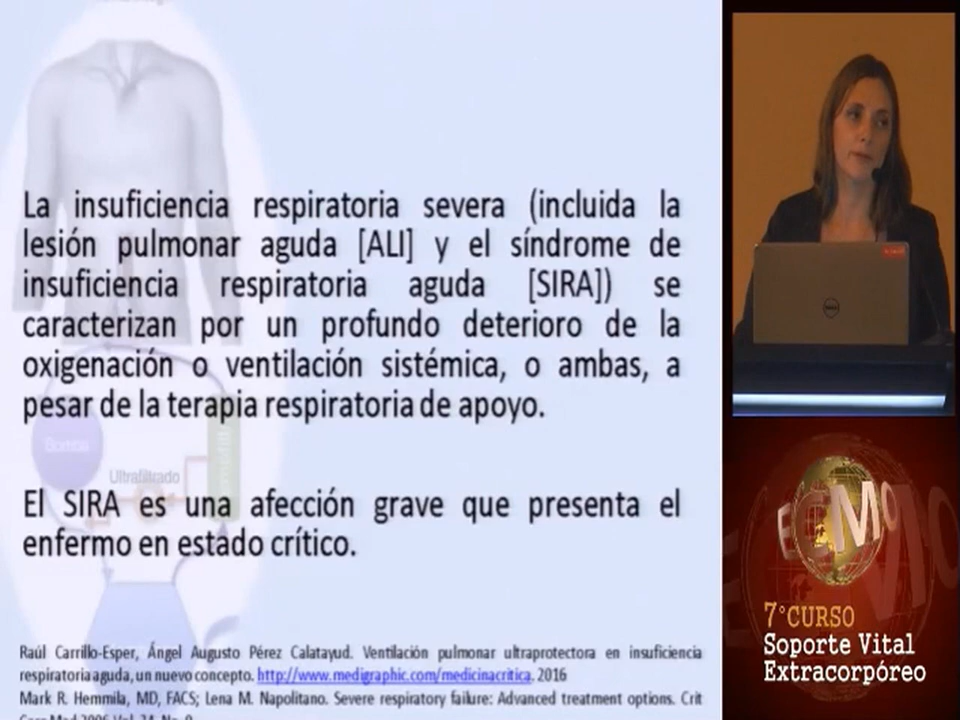 La insuficiencia respiratoria severa (incluida la
lesión pulmonar aguda [ALI] y el síndrome de
insuficiencia respiratoria aguda [SIRA]) se
caracterizan por un profundo deterioro de la
oxigenación o ventilación sistémica, o ambas, a
pesar de la terapia respiratoria de apoyo.
Bomba
Ultrafiltrado
El SIRA es una afección grave que presenta el
enfermo en estado crítico.
Raúl Carrillo-Esper, Ángel Augusto Pérez Calatayud. Ventilación pulmonar ultraprotectora en insuficiencia
respiratoria aguda, un nuevo concepto. http://www.medigraphic.com/medicinacritica. 2016
Mark R. Hemmila, MD, FACS; Lena M. Napolitano. Severe respiratory failure: Advanced treatment options. Crit
DELL
ECMO
7°CURSO
Soporte Vital
Extracorpóreo